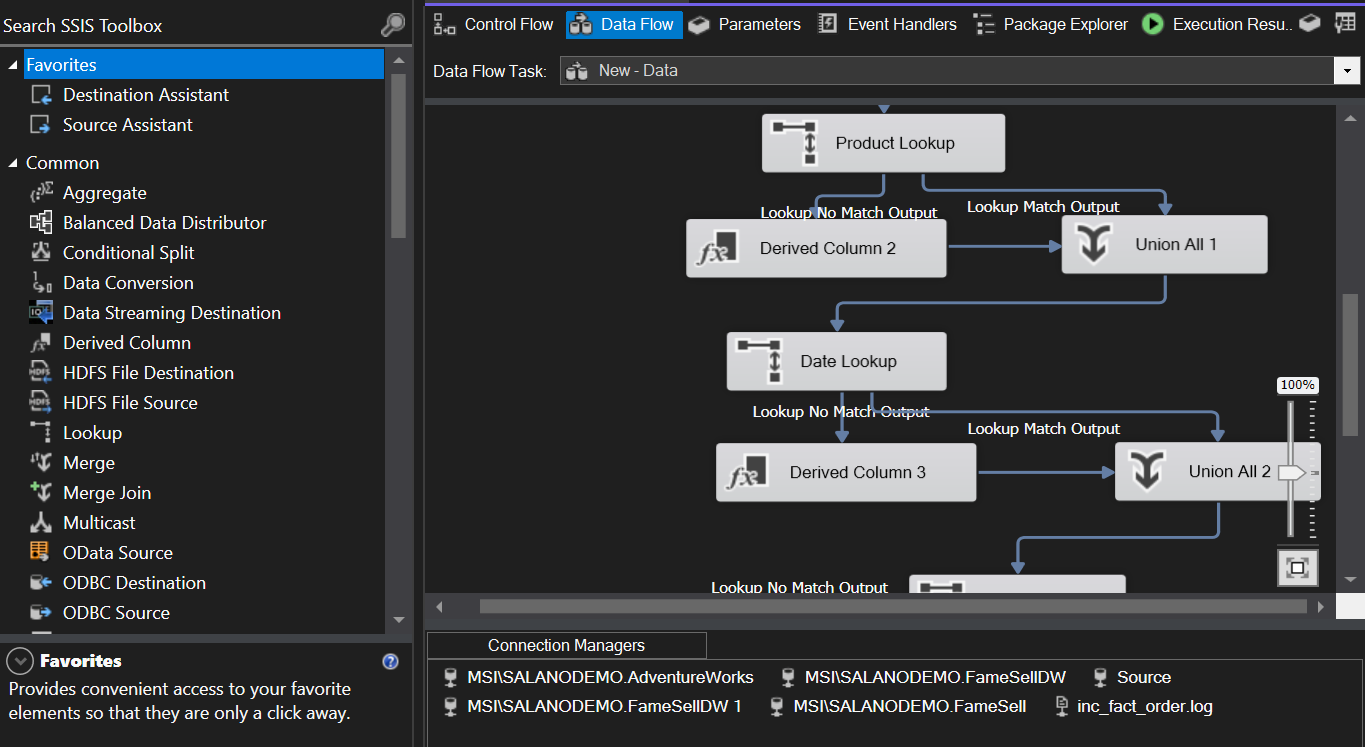 Search SSIS Toolbox
Favorites
Destination Assistant
Source Assistant
Common
Aggregate
Balanced Data Distributor
Conditional Split
Data Conversion
Data Streaming Destination
Derived Column
HDFS File Destination
HDFS File Source
Lookup
Merge
Merge Join
Multicast
OData Source
ODBC Destination
ODBC Source
Favorites
Provides convenient access to your favorite
elements so that they are only a click away.
Control Flow Data Flow Parameters Event Handlers Package Explorer Execution Resu..
Data Flow Task: New - Data
Product Lookup
Lookup No Match Output Lookup Match Output
Derived Column 2 Union All 1
Date Lookup
100%
Lookup No Match Output
Lookup Match Output
Derived Column 3 Union All 2
Lookup No Match Output
Connection Managers
MSI\SALANODEMO.AdventureWorks MSI\SALANODEMO.FameSellDW Source
MSI\SALANODEMO.FameSellDW 1 MSI\SALANODEMO.FameSell inc_fact_order.log